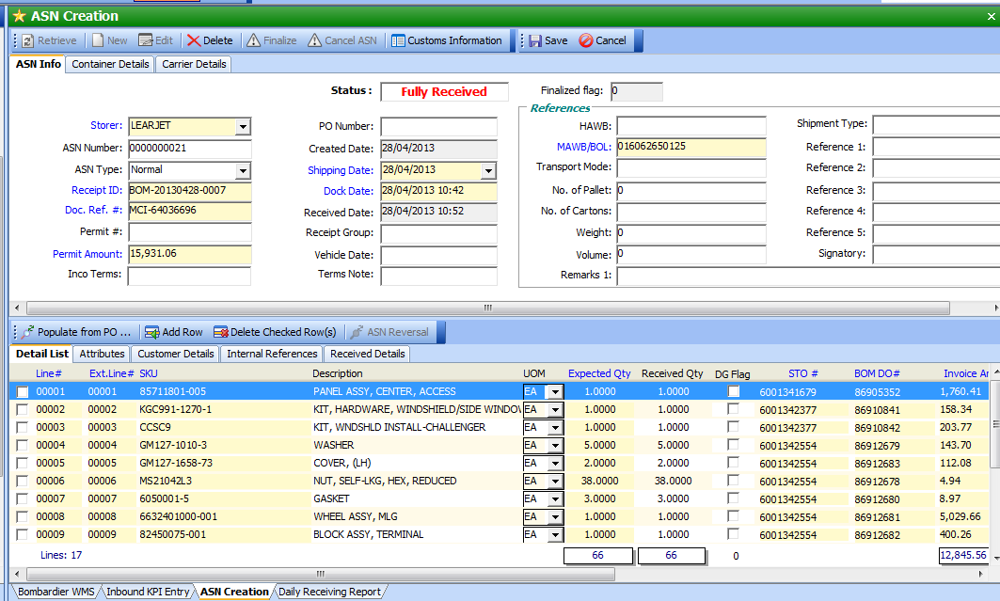 ASN Creation
Retrieve New Edit Delete Finalize Cancel ASN Customs Information Save Cancel
ASN Info Container Details Carrier Details
Status : Fully Received Finalized flag: 0
References
Storer: LEARJET PO Number: HAWB: Shipment Type:
ASN Number: 0000000021 Created Date: 28/04/2013 MAWB/BOL: 016062650125 Reference 1:
ASN Type: Normal Shipping Date: 28/04/2013 Transport Mode: Reference 2:
Receipt ID: BOM-20130428-0007 Dock Date: 28/04/2013 10:42 No. of Pallet: 0 Reference 3:
Doc. Ref. #: MCI-64036696 Received Date: 28/04/2013 10:52 No. of Cartons: Reference 4:
Permit #: Receipt Group: Weight: 0 Reference 5:
Permit Amount: 15,931.06 Vehicle Date: Volume: 0 Signatory:
Inco Terms: Terms Note: Remarks 1:
Populate from PO ... Add Row Delete Checked Row(s) ASN Reversal
Detail List Attributes Customer Details Internal References Received Details
Line# Ext.Line# SKU Description UOM Expected Qty Received Qty DG Flag STO # BOM DO# Invoice Ar
00001 00001 85711801-005 PANEL ASSY, CENTER, ACCESS EA 1.0000 1.0000 6001341679 86905352 1,760.41
00002 00002 KGC991-1270-1 KIT, HARDWARE, WINDSHIELD/SIDE WINDOV EA 1.0000 1.0000 6001342377 86910841 158.34
00003 00003 CCSC9 KIT, WNDSHLD INSTALL-CHALLENGER EA 1.0000 1.0000 6001342377 86910842 203.77
00004 00004 GM127-1010-3 WASHER EA 5.0000 5.0000 6001342554 86912679 143.70
00005 00005 GM127-1658-73 COVER, (LH) EA 2.0000 2.0000 6001342554 86912683 112.08
00006 00006 MS21042L3 NUT, SELF-LKG, HEX, REDUCED EA 38.0000 38.0000 6001342554 86912678 4.94
00007 00007 6050001-5 GASKET EA 3.0000 3.0000 6001342554 86912680 8.97
00008 00008 6632401000-001 WHEEL ASSY, MLG EA 1.0000 1.0000 6001342554 86912681 5,029.66
00009 00009 82450075-001 BLOCK ASSY, TERMINAL EA 1.0000 1.0000 6001342554 86912682 400.26
Lines: 17 66 66 0 12,845.56
Bombardier WMS Inbound KPI Entry ASN Creation Daily Receiving Report